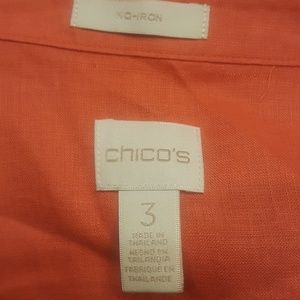 NO-IRON
chico's
3
MADE IN
THAILAND
HECHO EN
TAILANDIA
FABRIQUE EN
THAILANDE